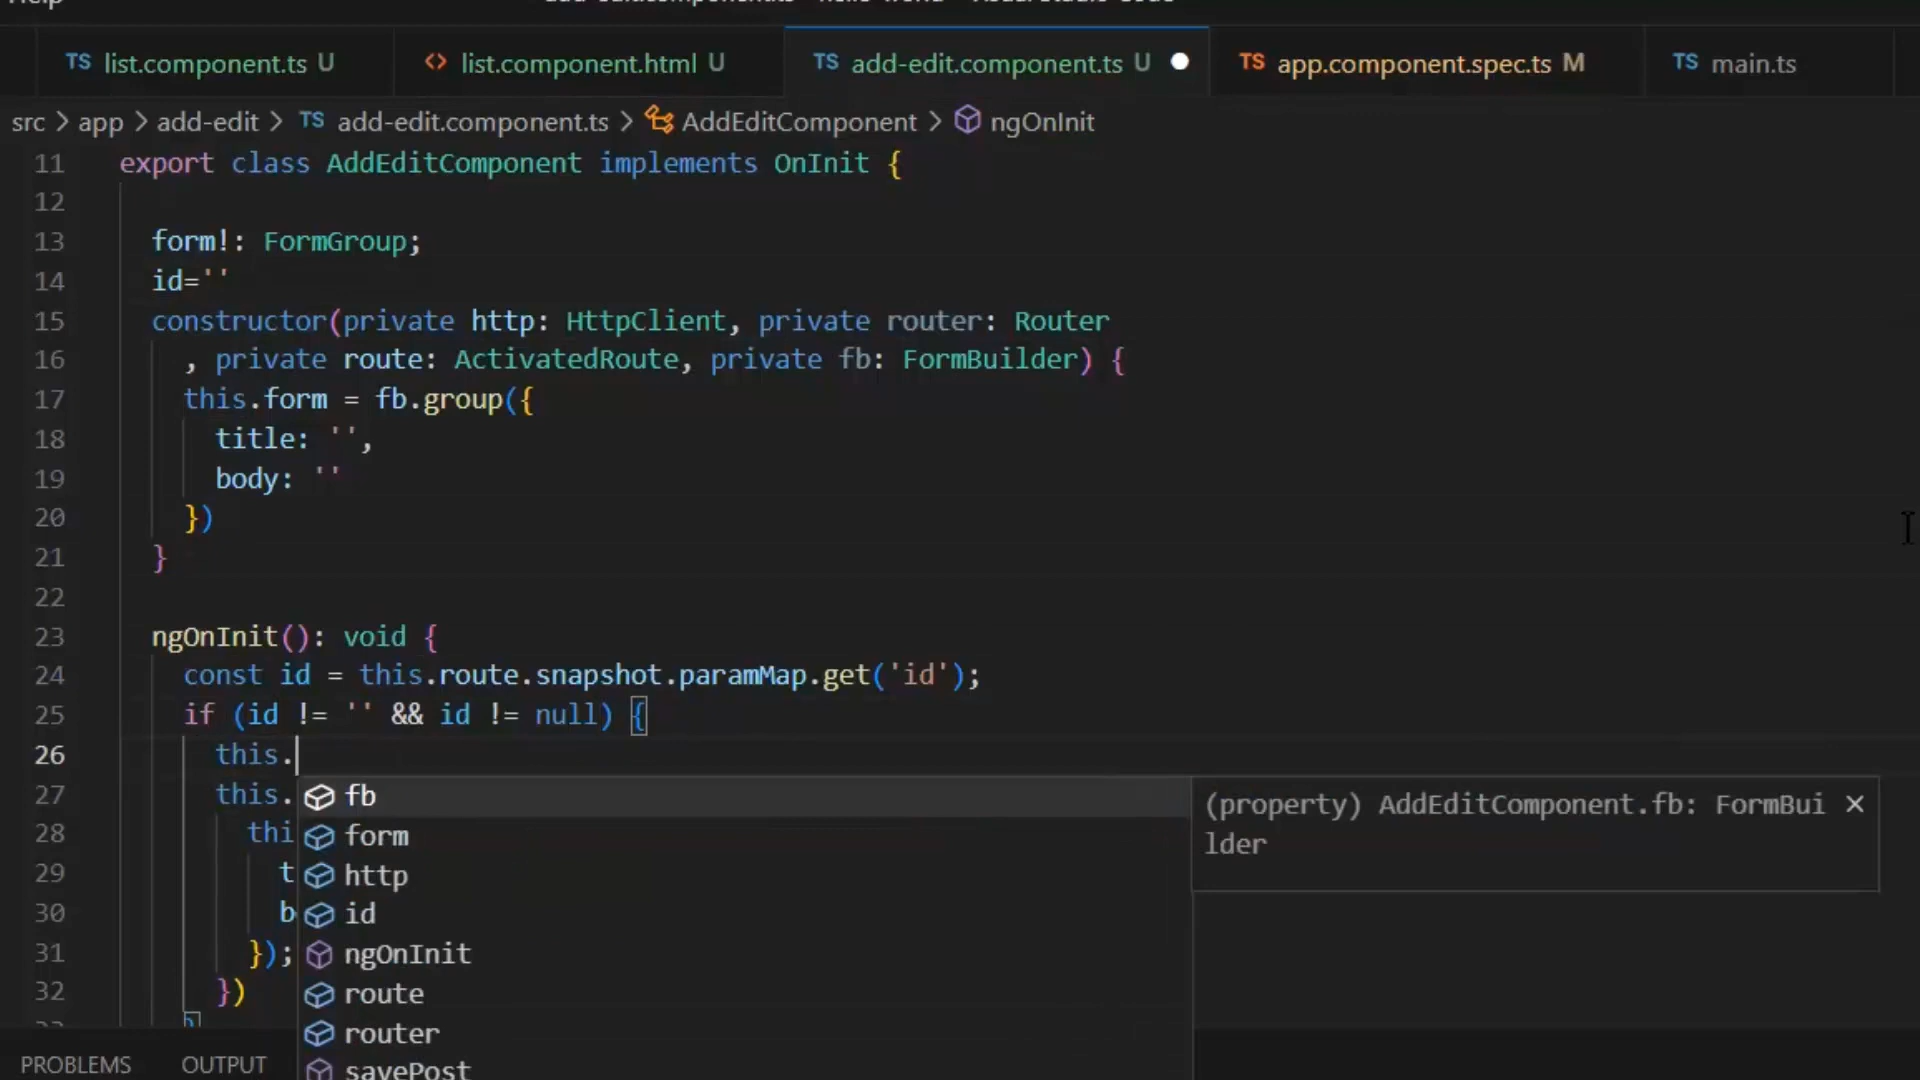 list.component.ts U
list.component.html U
add-edit.component.ts U
app.component.spec.ts M
main.ts
src > app > add-edit > TS add-edit.component.ts > AddEditComponent > ngOnInit
11 export class AddEditComponent implements OnInit {
12
13 form!: FormGroup;
14 id=''
15 constructor(private http: HttpClient, private router: Router
16 , private route: ActivatedRoute, private fb: FormBuilder) {
17 this.form = fb.group({
18 title: '',
19 body: ''
20 })
21 }
22
23 ngOnInit(): void {
24 const id = this.route.snapshot.paramMap.get('id');
25 if (id != '' && id != null) {
26 this.
27 this.
28 thi
29 t
30 b
31 });
32 })
fb
form
http
id
ngOnInit
route
router
savePost
(property) AddEditComponent.fb: FormBui
lder
PROBLEMS OUTPUT